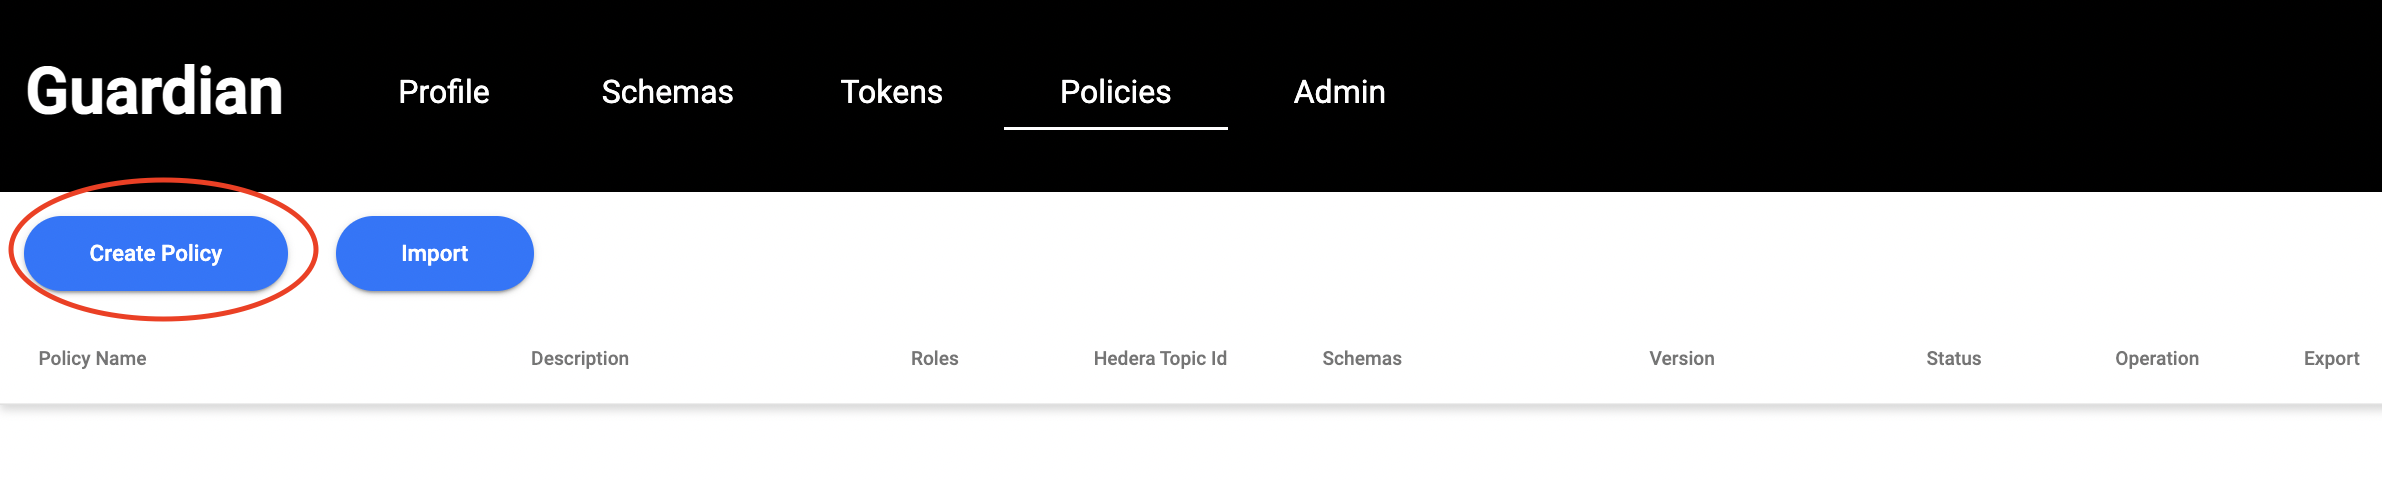 Guardian Profile Schemas Tokens Policies Admin
Create Policy Import
Policy Name Description Roles Hedera Topic Id Schemas Version Status Operation Export